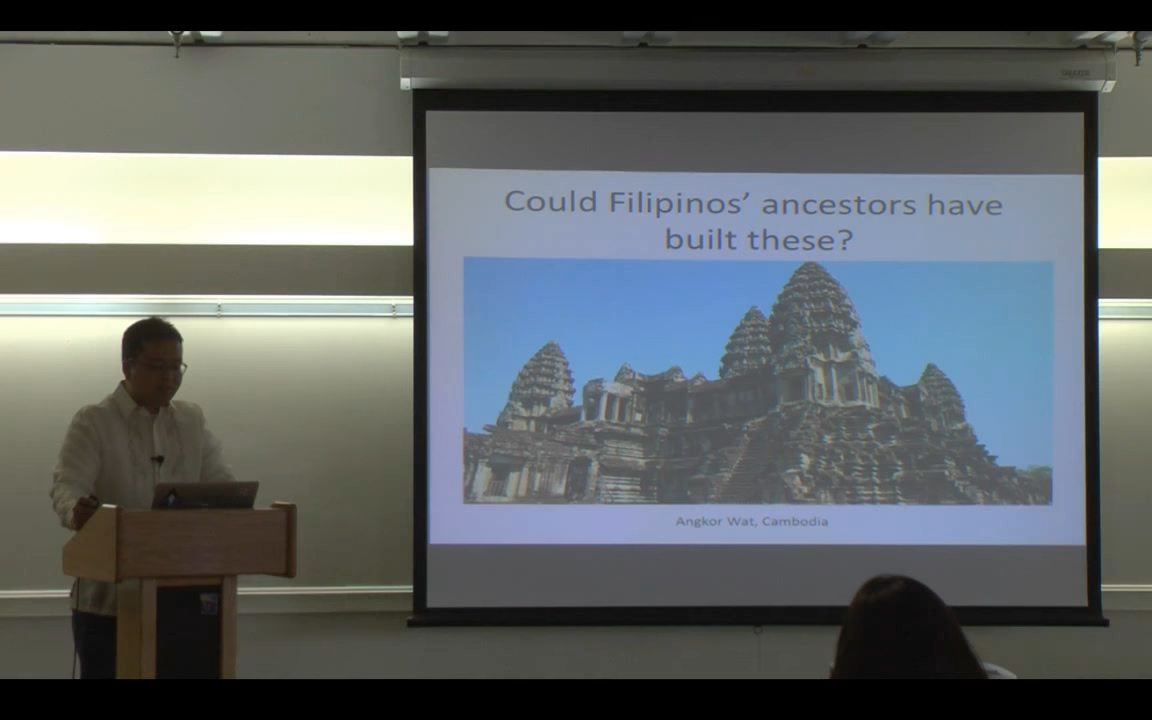 Could Filipinos’ ancestors have
built these?
Angkor Wat, Cambodia